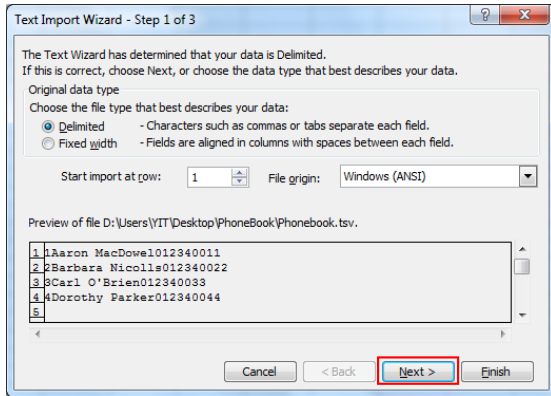 Text Import Wizard - Step 1 of 3
The Text Wizard has determined that your data is Delimited.
If this is correct, choose Next, or choose the data type that best describes your data.
Original data type
Choose the file type that best describes your data:
Delimited - Characters such as commas or tabs separate each field.
Fixed width - Fields are aligned in columns with spaces between each field.
Start import at row: 1 File origin: Windows (ANSI)
Preview of file D:\Users\YIT\Desktop\PhoneBook\Phonebook.tsv.
1 1Aaron MacDowel012340011
2 2Barbara Nicolls012340022
3 3Carl O'Brien012340033
4 4Dorothy Parker012340044
5
Cancel < Back Next > Finish